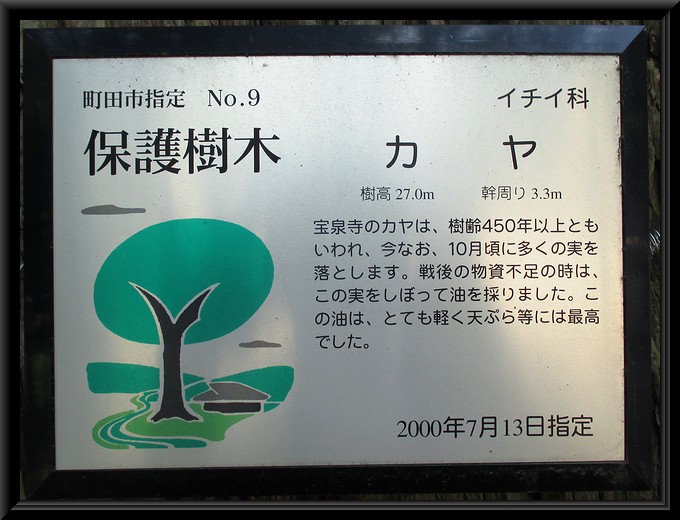 町田市指定 No.9
イチイ科
保護樹木 カヤ
樹高 27.0m 幹周り 3.3m
宝泉寺のカヤは、樹齢450年以上とも
いわれ、今なお、10月頃に多くの実を
落とします。戦後の物資不足の時は、
この実をしぼって油を採りました。こ
の油は、とても軽く天ぷら等には最高
でした。
2000年7月13日指定